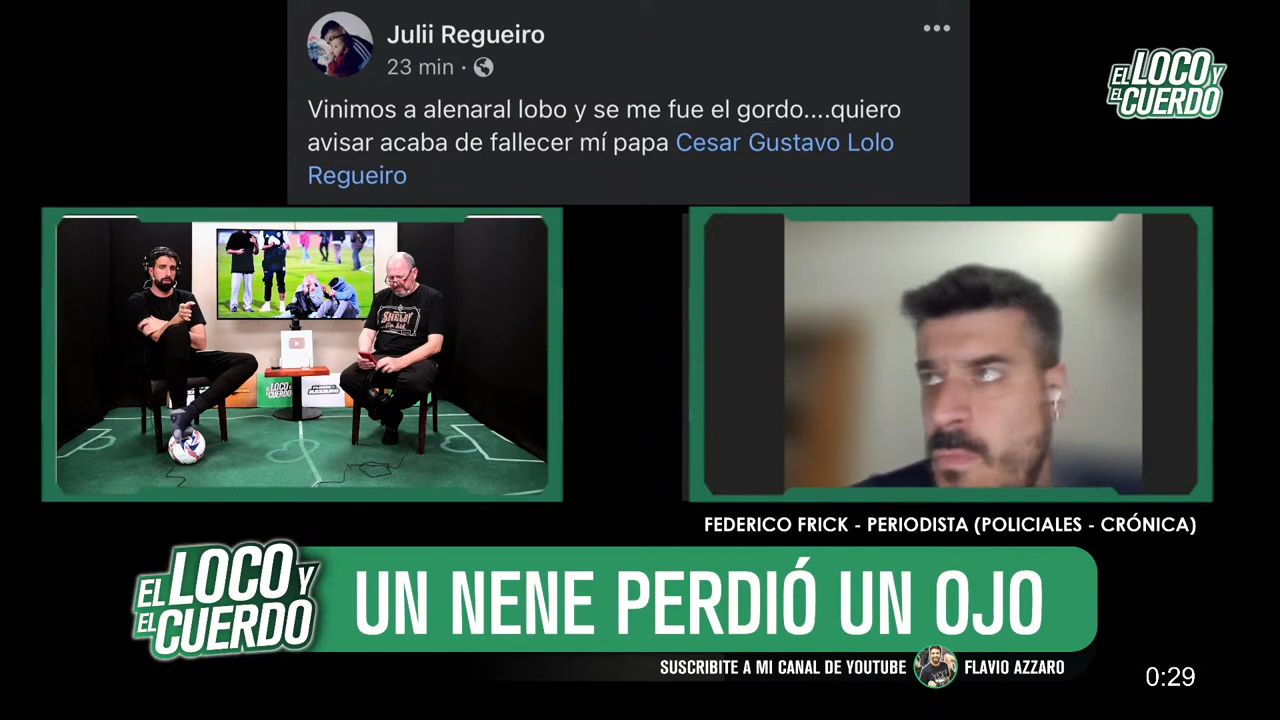 Julii Regueiro
23 min
Vinimos a alenaral lobo y se me fue el gordo....quiero
avisar acaba de fallecer mí papa Cesar Gustavo Lolo
Regueiro
EL LOCO Y
EL CUERDO
SHELBY
FEDERICO FRICK - PERIODISTA (POLICIALES - CRÓNICA)
EL LOCO Y
EL CUERDO
UN NENE PERDIÓ UN OJO
SUSCRIBITE A MI CANAL DE YOUTUBE FLAVIO AZZARO
0:29